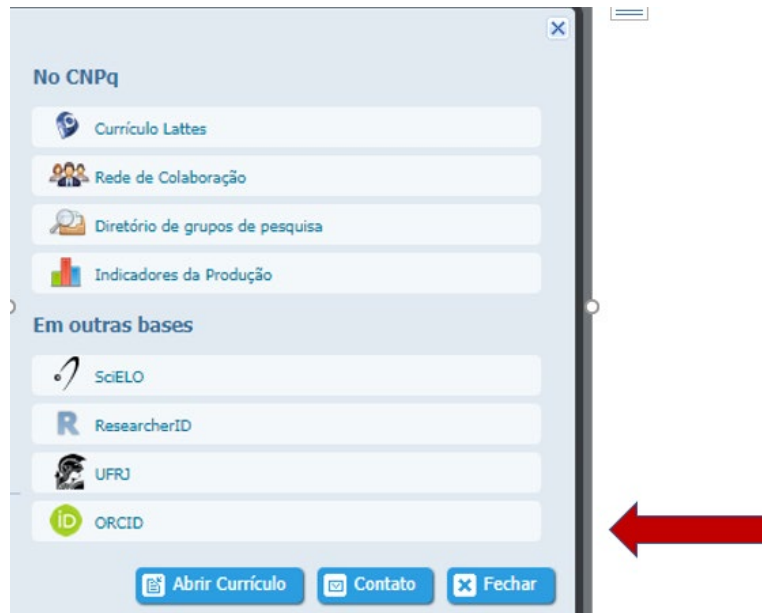 No CNPq
Currículo Lattes
Rede de Colaboração
Diretório de grupos de pesquisa
Indicadores da Produção
Em outras bases
SciELO
R ResearcherID
UFRJ
iD ORCID
Abrir Currículo Contato Fechar